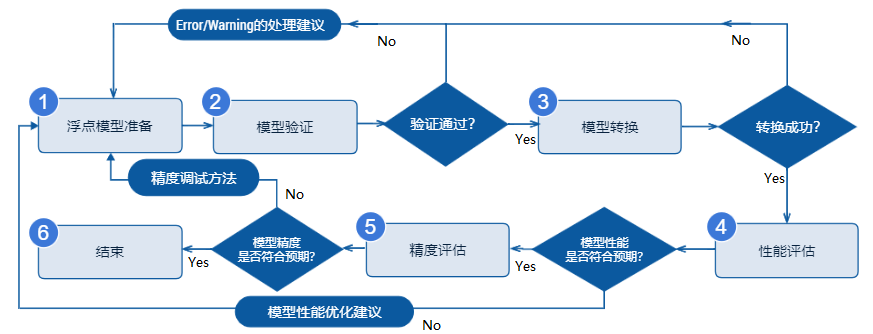 Error/Warning的处理建议
No
No
1
浮点模型准备
2
模型验证
验证通过?
Yes
3
模型转换
转换成功?
Yes
精度调试方法
No
6
结束
Yes
模型精度
是否符合预期?
5
精度评估
Yes
模型性能
是否符合预期?
4
性能评估
模型性能优化建议
No